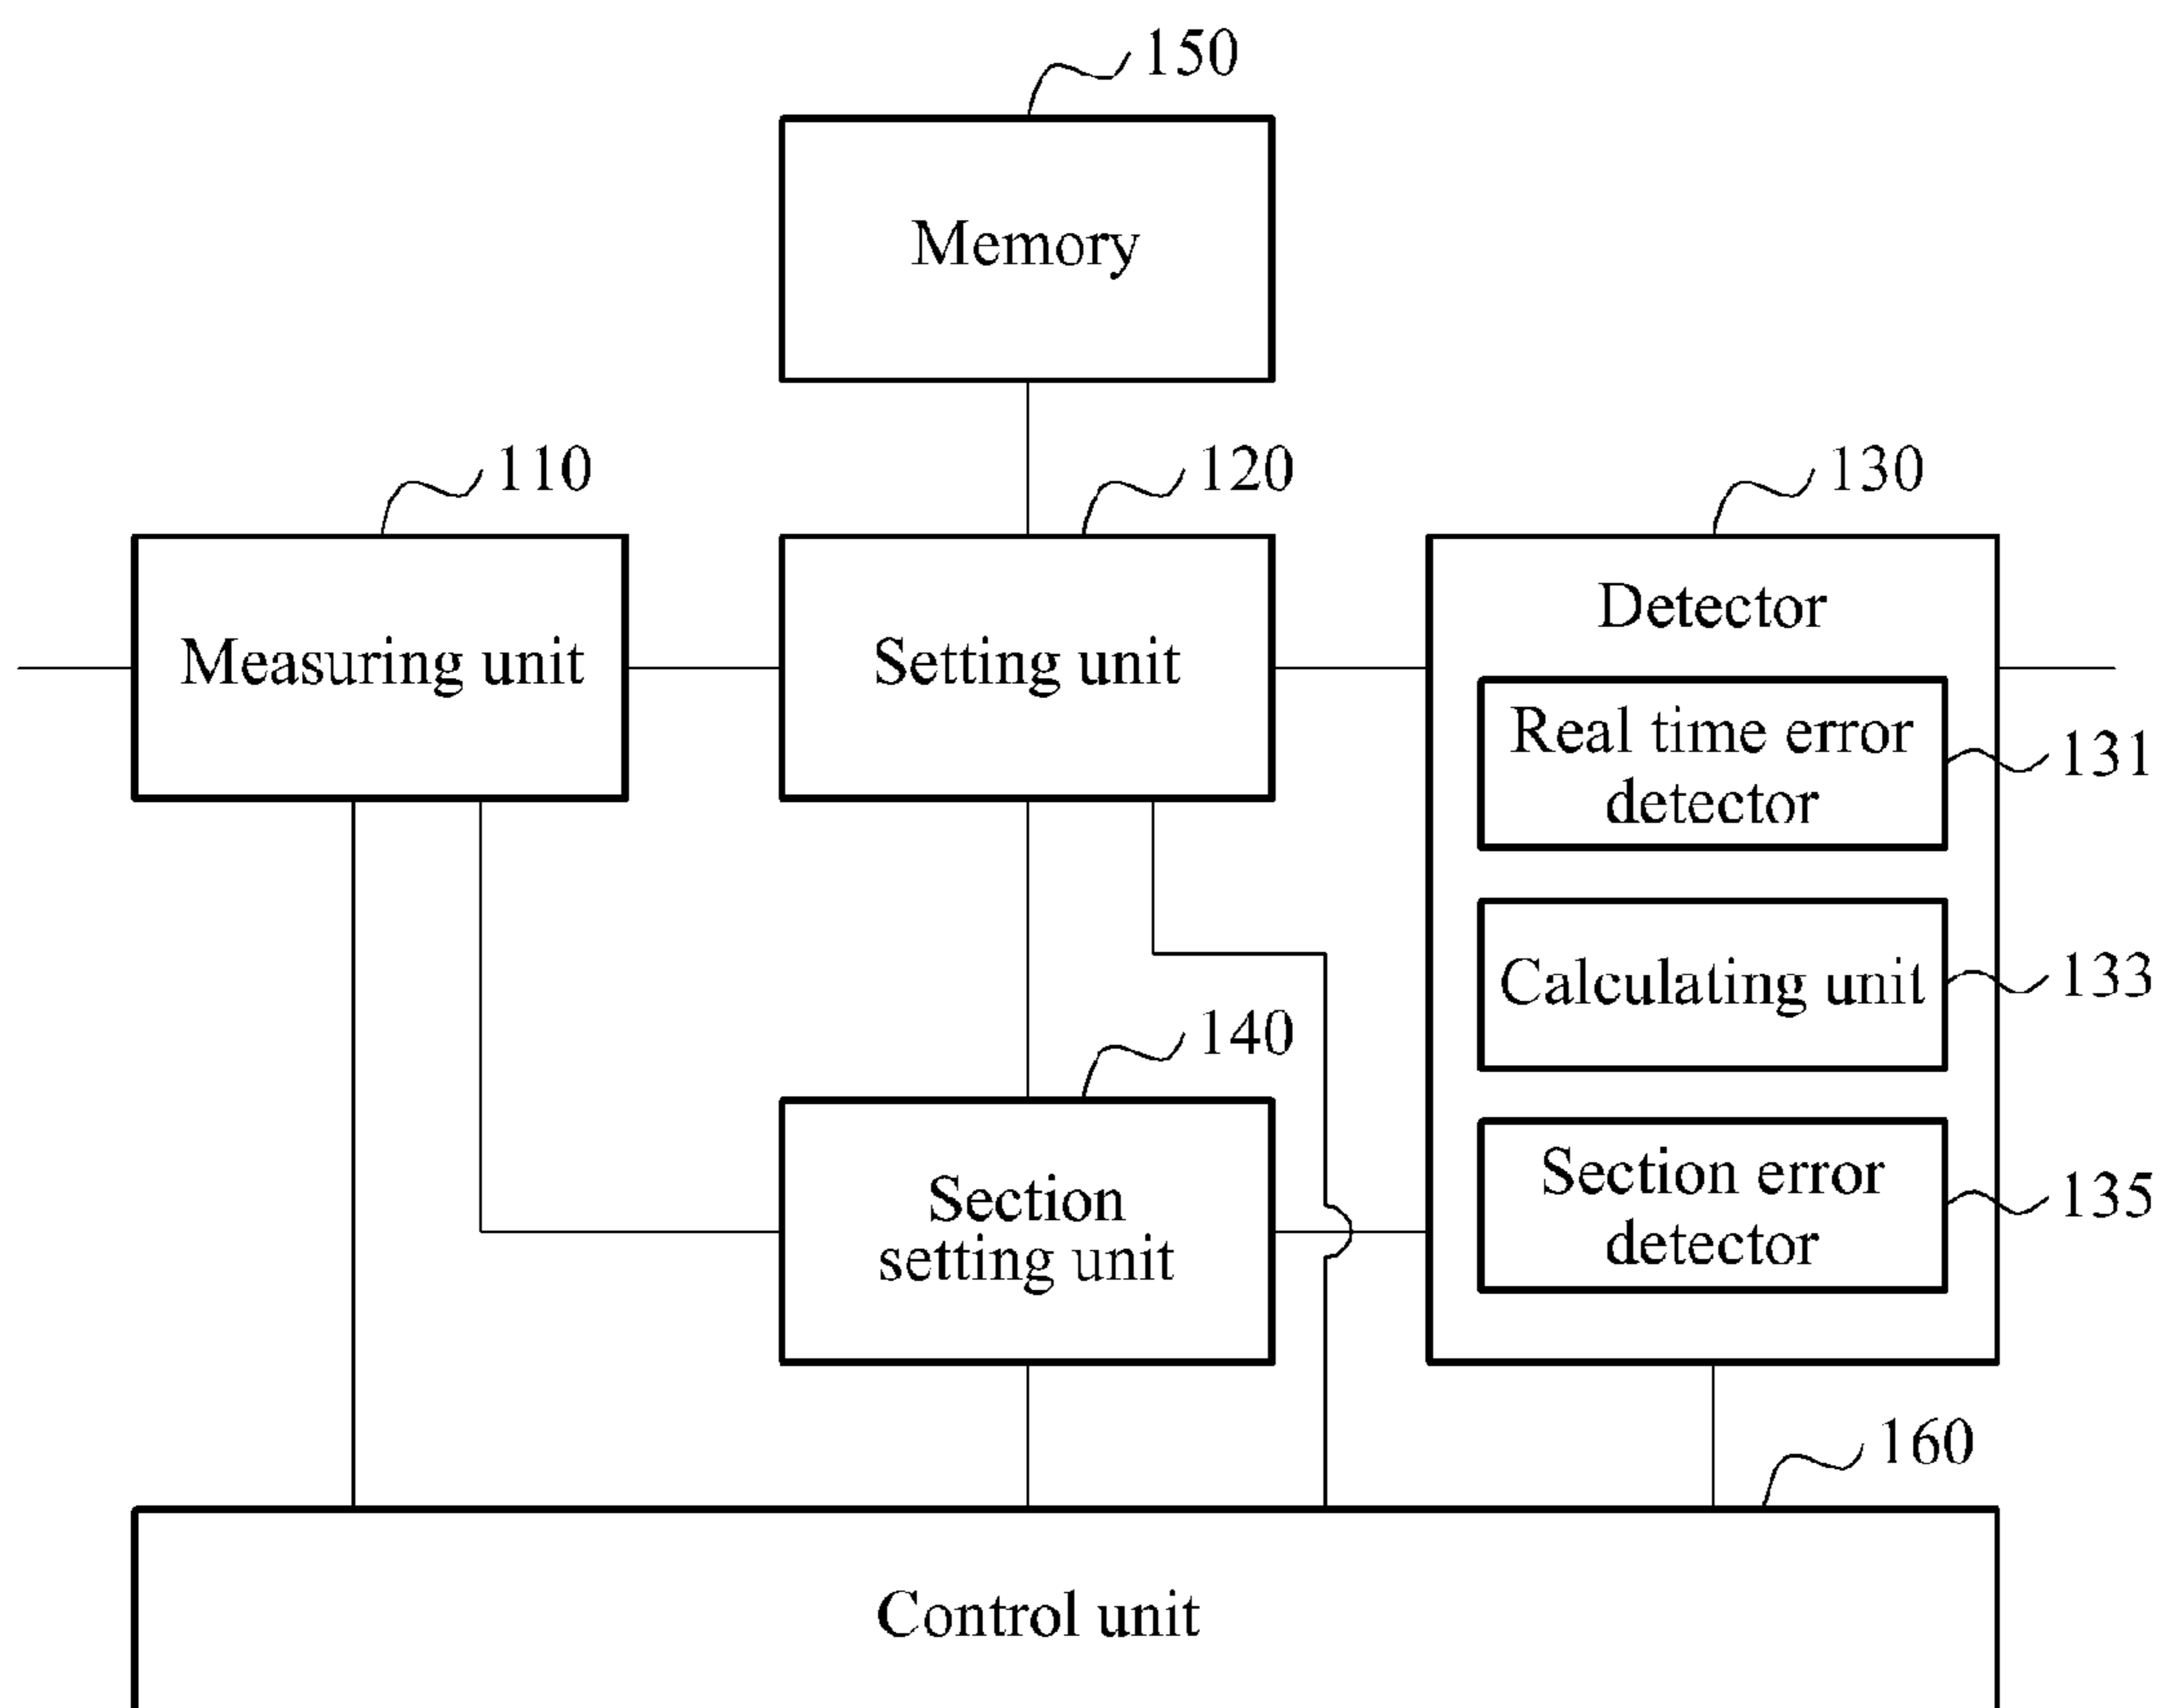 150
Memory
110
120
130
Measuring unit
Setting unit
Detector
Real time error
detector
131
Calculating unit
133
140
Section
setting unit
Section error
detector
135
160
Control unit